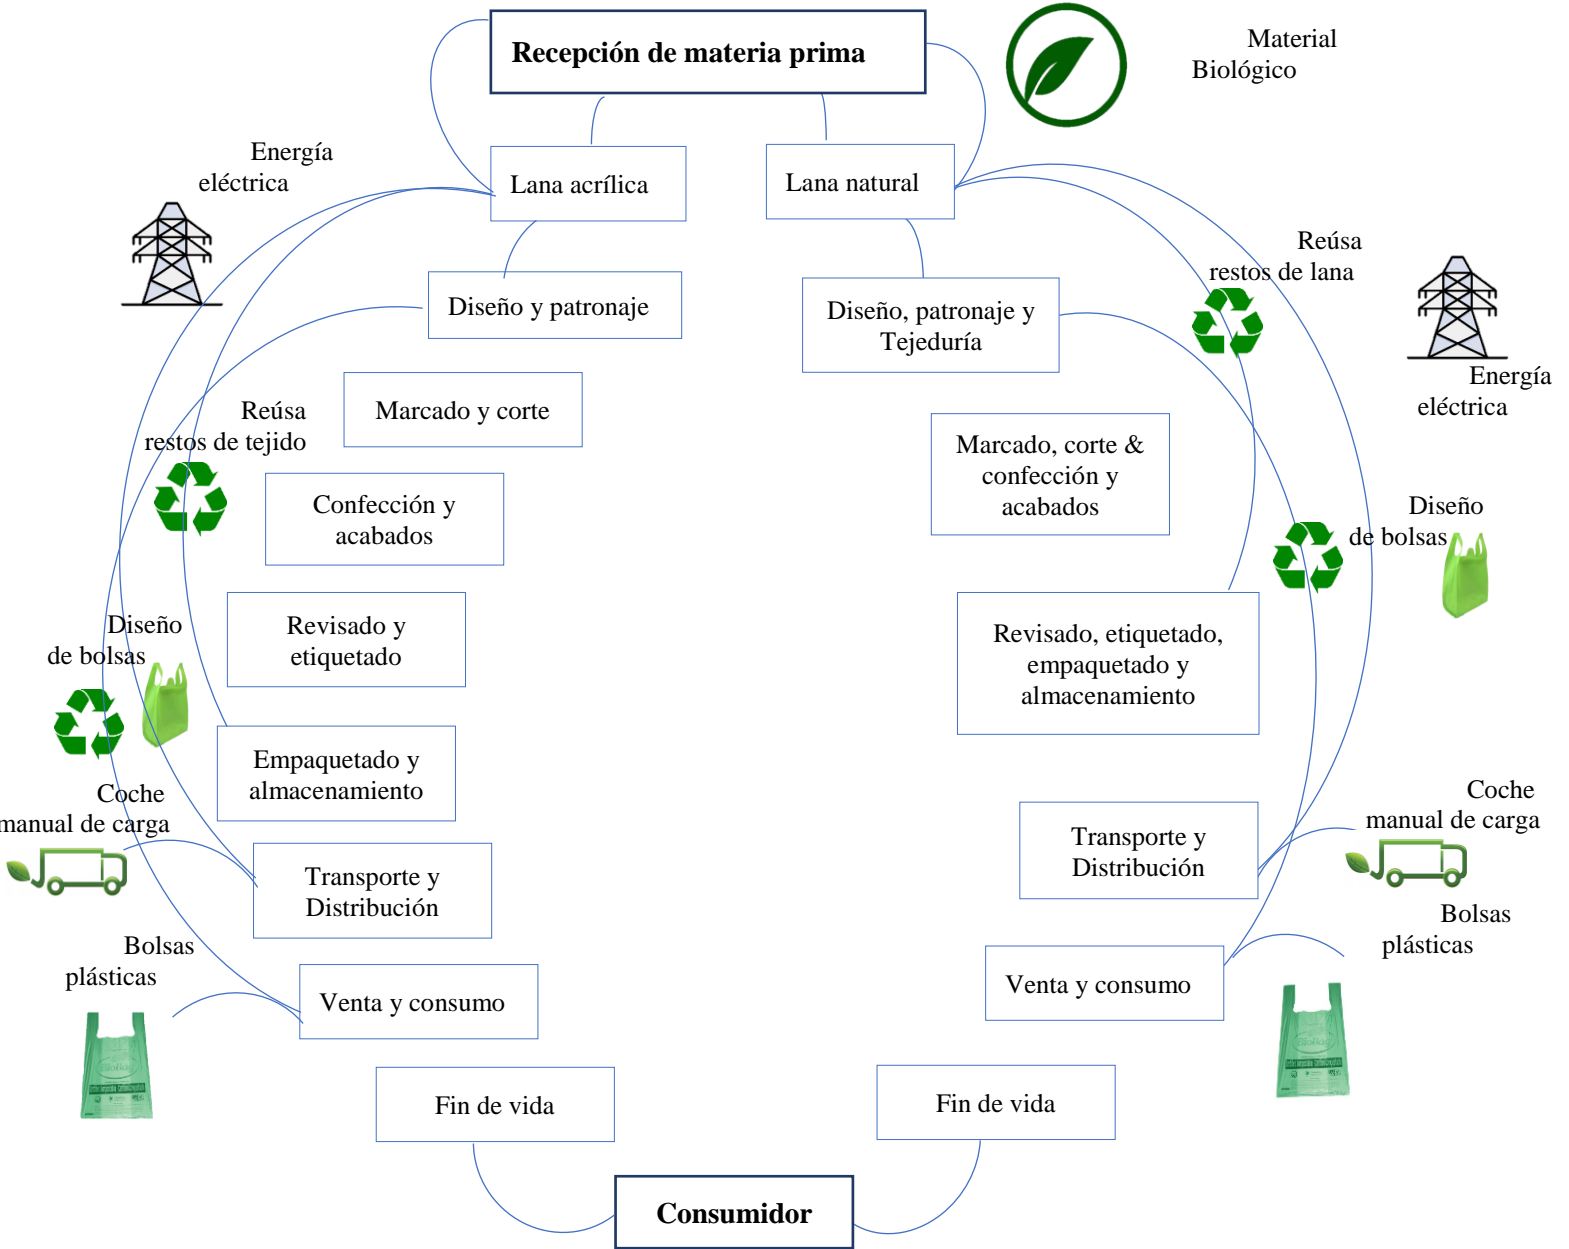 Recepción de materia prima
Material
Biológico
Energía
eléctrica
Lana acrílica
Lana natural
Reúsa
restos de lana
Diseño y patronaje
Diseño, patronaje y
Tejeduría
Energía
eléctrica
Reúsa
restos de tejido
Marcado y corte
Marcado, corte &
confección y
acabados
Confección y
acabados
Diseño
de bolsas
Diseño
de bolsas
Revisado y
etiquetado
Revisado, etiquetado,
empaquetado y
almacenamiento
Empaquetado y
almacenamiento
Coche
manual de carga
Coche
manual de carga
Transporte y
Distribución
Transporte y
Distribución
Bolsas
plásticas
Bolsas
plásticas
Venta y consumo
Venta y consumo
BioBag
Fin de vida
Fin de vida
Consumidor